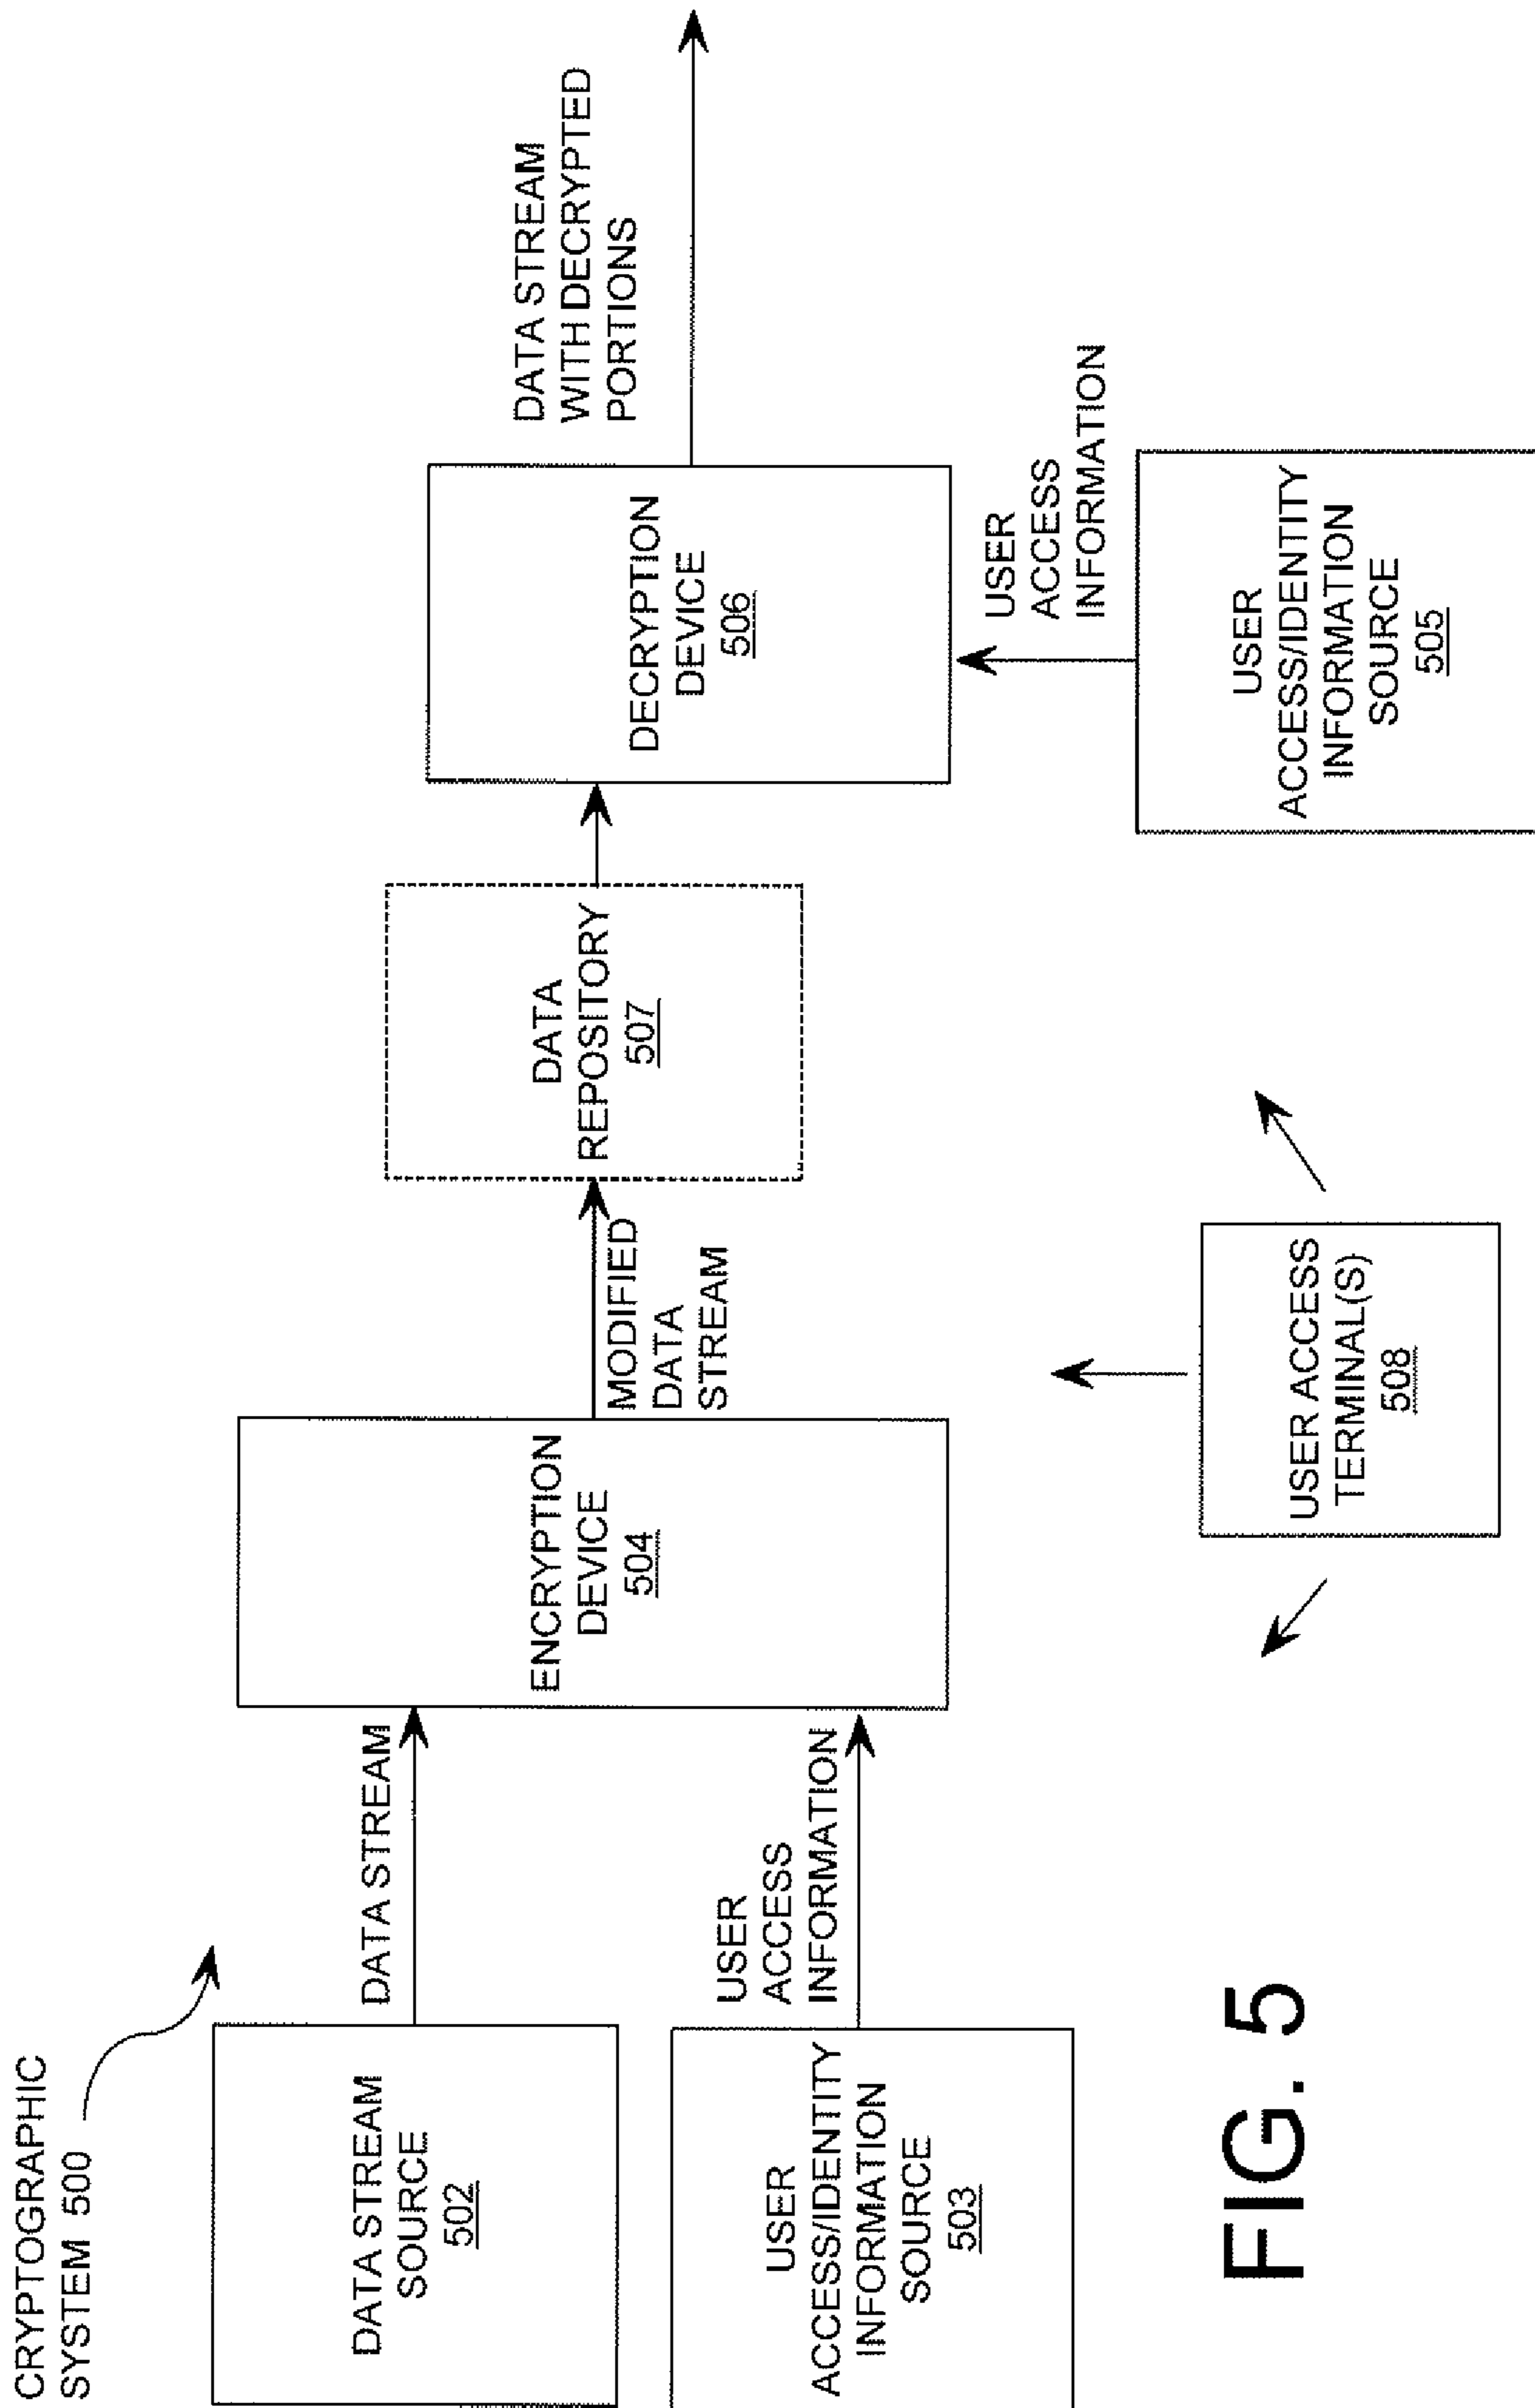 CRYPTOGRAPHIC
SYSTEM 500
DATA STREAM
SOURCE
502
DATA STREAM
USER
ACCESS/IDENTITY
INFORMATION
SOURCE
503
USER
ACCESS
INFORMATION
ENCRYPTION
DEVICE
504
MODIFIED
DATA
STREAM
DATA
REPOSITORY
507
DECRYPTION
DEVICE
506
DATA STREAM
WITH DECRYPTED
PORTIONS
USER
ACCESS
INFORMATION
USER
ACCESS/IDENTITY
INFORMATION
SOURCE
505
USER ACCESS
TERMINAL(S)
508
FIG. 5